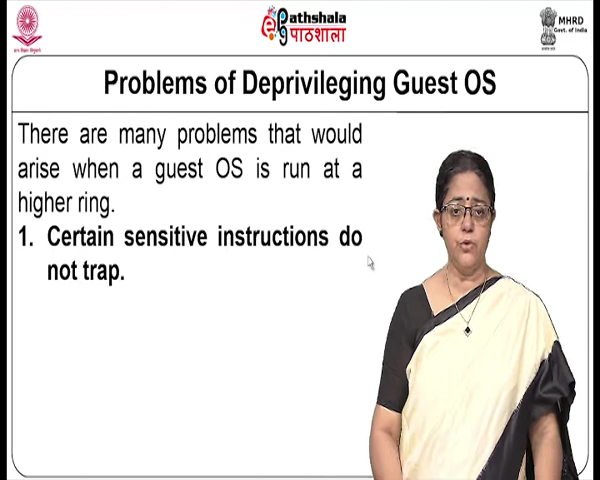 Pathshala
पाठशाला
MHRD
Govt. of India
Problems of Deprivileging Guest OS
There are many problems that would
arise when a guest OS is run at a
higher ring.
1. Certain sensitive instructions do
not trap.